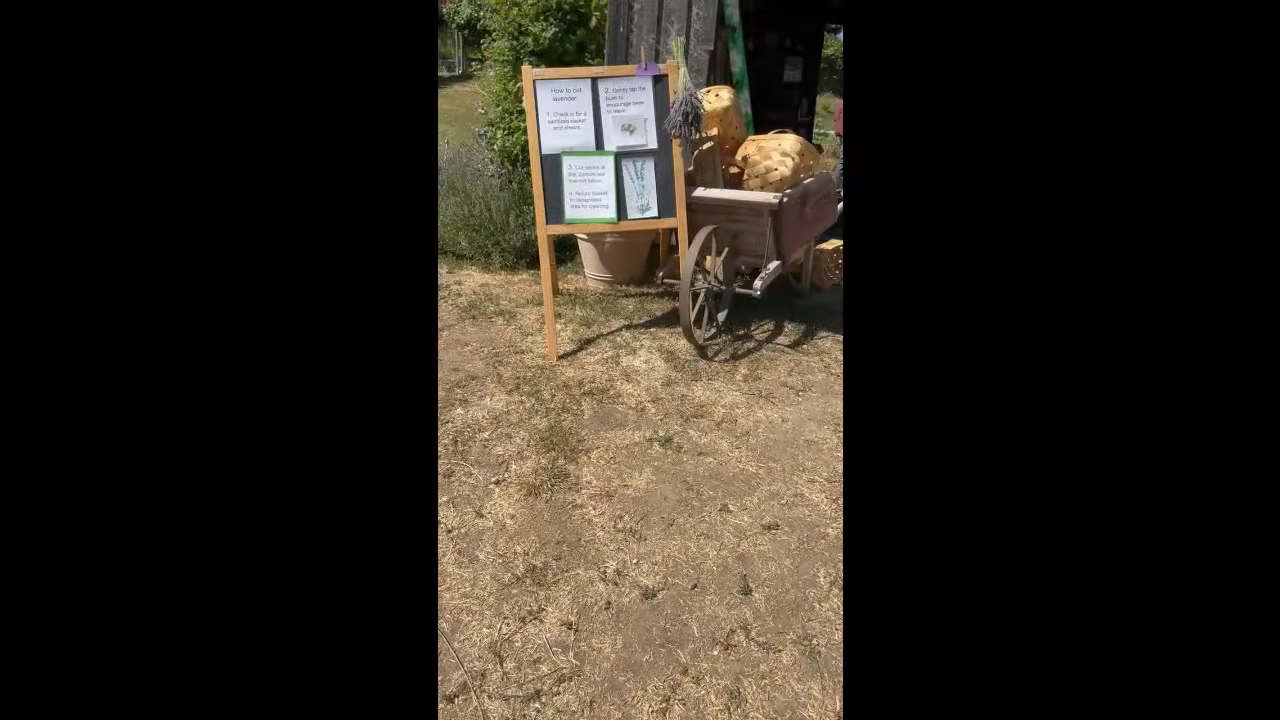 How to cut
lavender
1. Check in for a
sanitized basket
and shears.
2. Gently tap the
bush to
encourage bees
to leave.
3. Cut stems at
the
4. Return basket
to designated
area for cleaning.